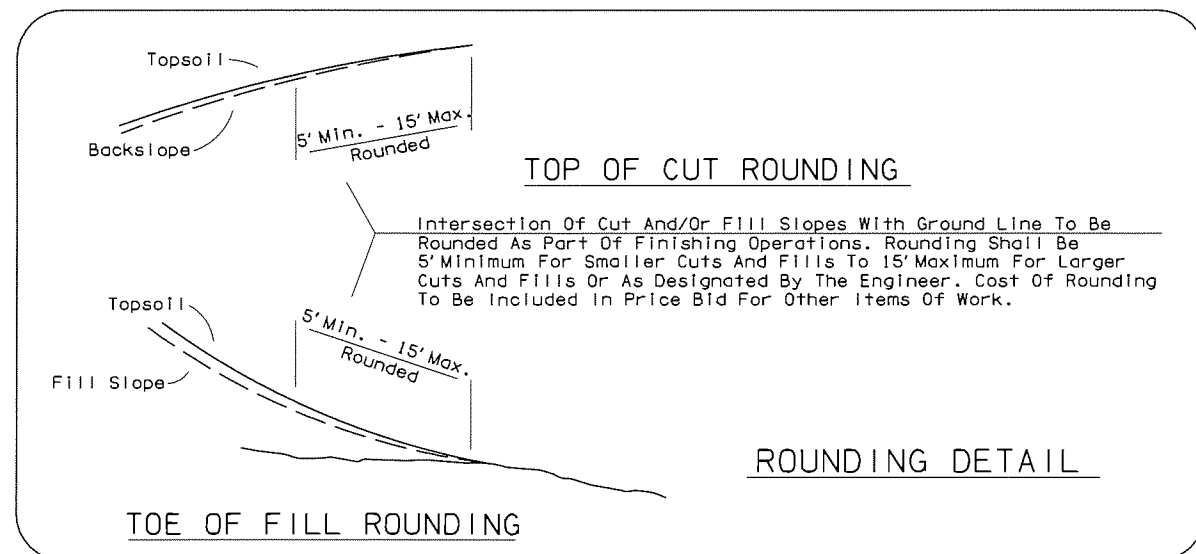 Topsoil
Backslope
5' Min. - 15' Max.
Rounded
TOP OF CUT ROUNDING
Intersection Of Cut And/Or Fill Slopes With Ground Line To Be
Rounded As Part Of Finishing Operations. Rounding Shall Be
5' Minimum For Smaller Cuts And Fills To 15' Maximum For Larger
Cuts And Fills Or As Designated By The Engineer. Cost Of Rounding
To Be Included In Price Bid For Other Items Of Work.
Topsoil
Fill Slope
5' Min. - 15' Max.
Rounded
ROUNDING DETAIL
TOE OF FILL ROUNDING